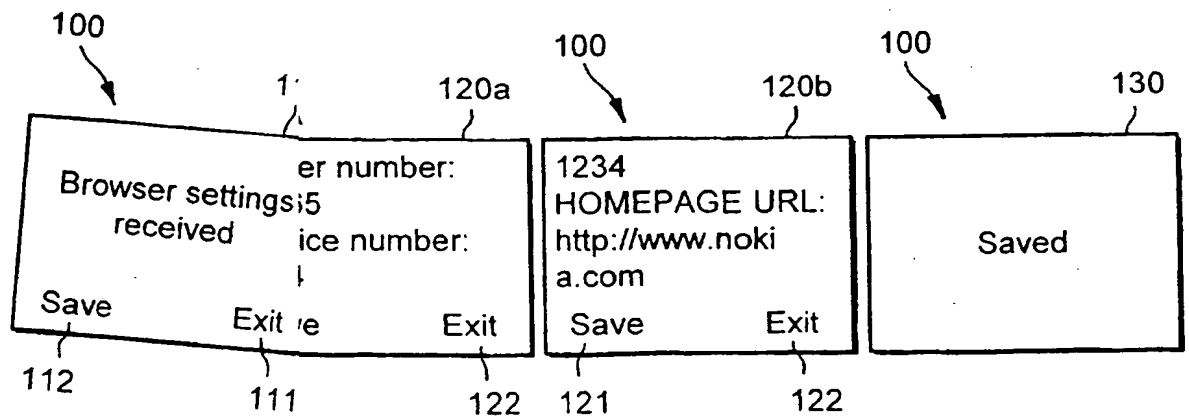 100
120a
100
120b
100
130
Browser settings
received
Save
Exit
112
111
er number:
ice number:
Exit
122
1234
HOMEPAGE URL:
http://www.noki
a.com
Save
Exit
121
122
Saved